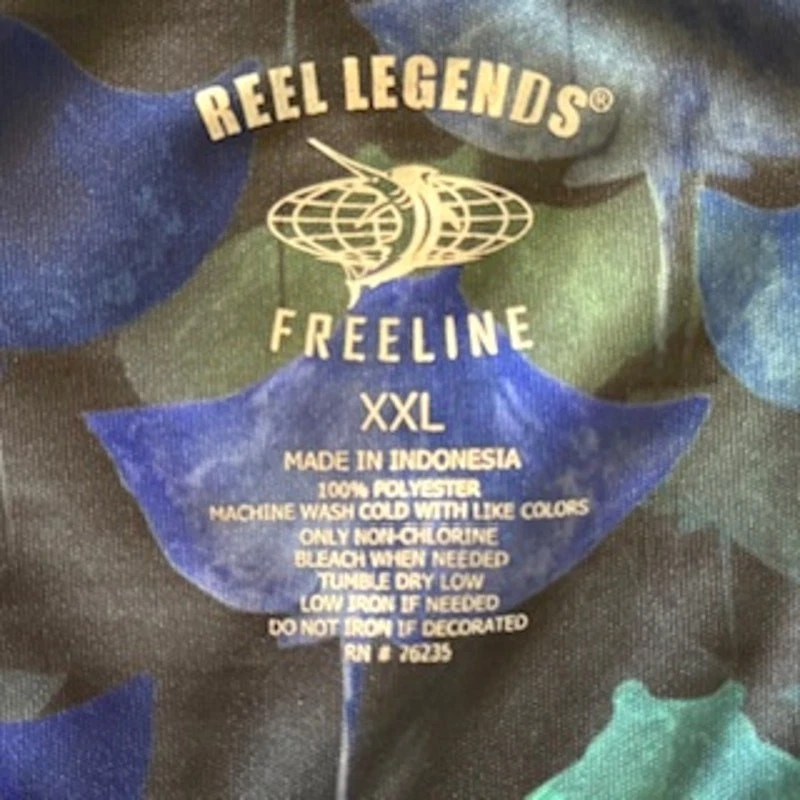 REEL LEGENDS®
FREELINE
XXL
MADE IN INDONESIA
100% POLYESTER
MACHINE WASH COLD WITH LIKE COLORS
ONLY NON-CHLORINE
BLEACH WHEN NEEDED
TUMBLE DRY LOW
LOW IRON IF NEEDED
DO NOT IRON IF DECORATED
RN # 76235